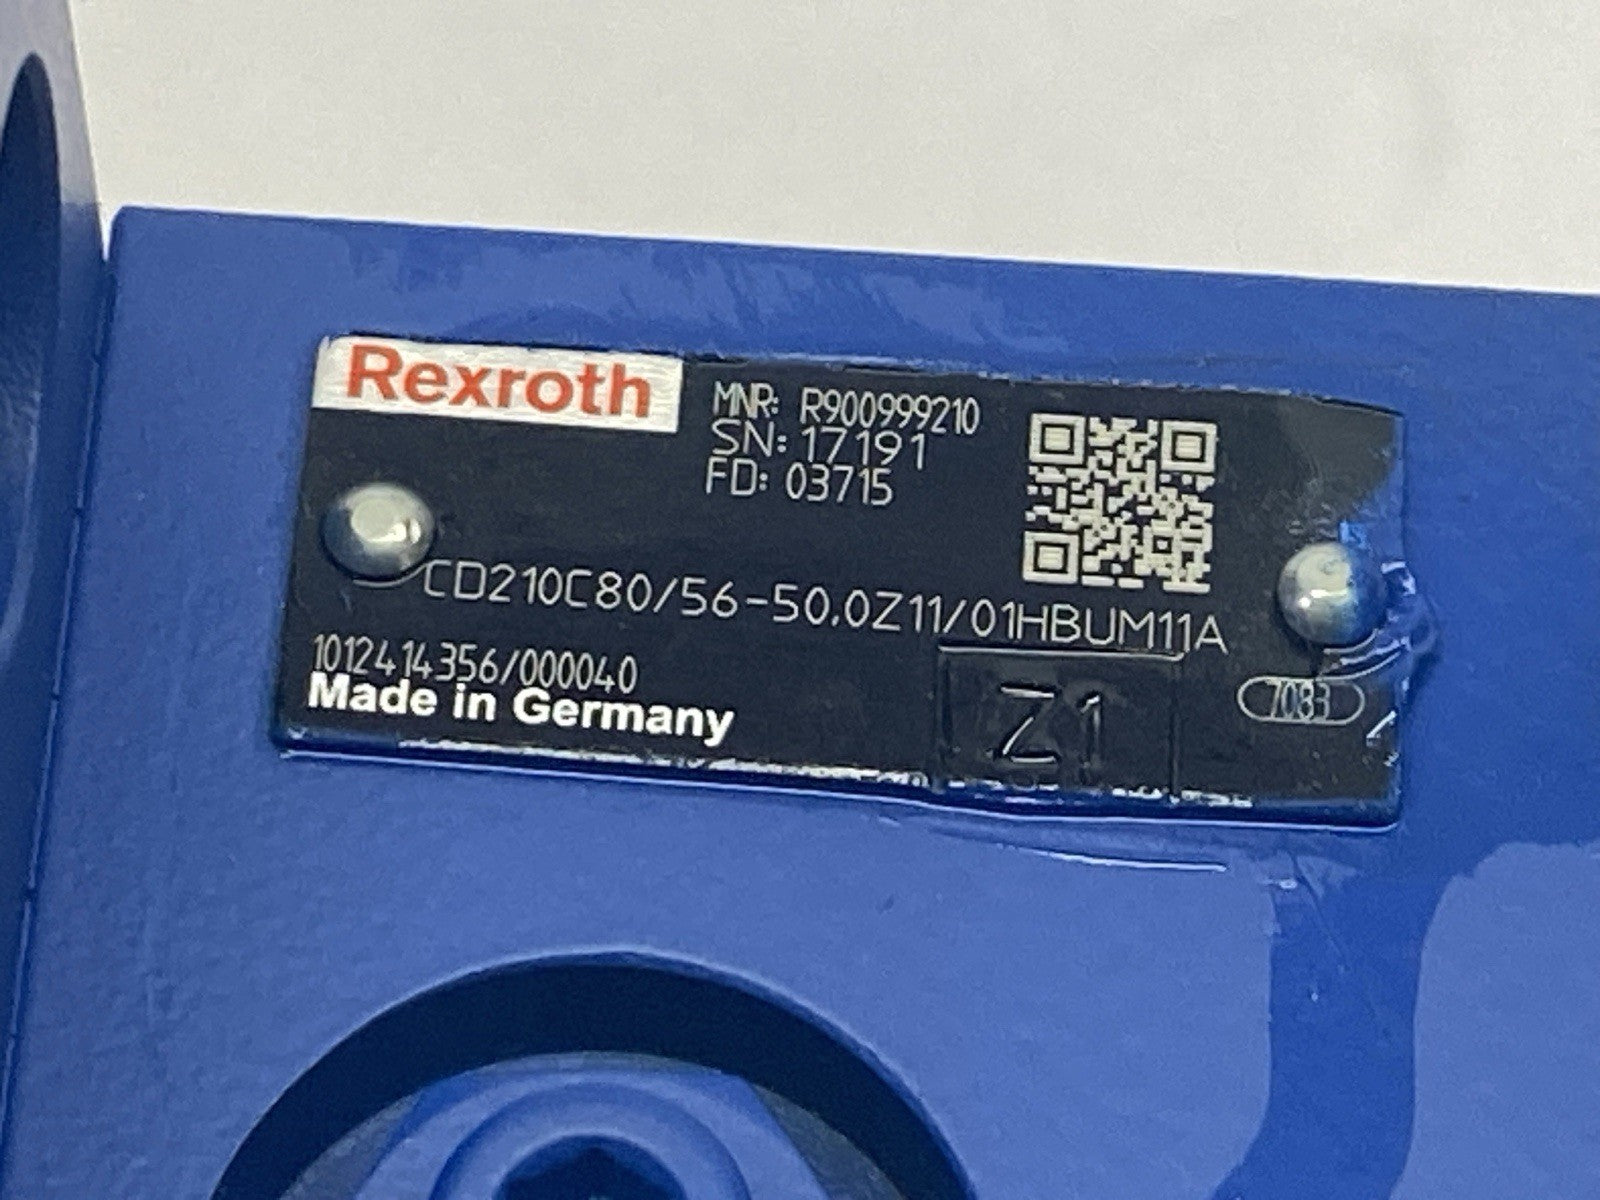 Rexroth
MNR: R900999210
SN: 17191
FD: 03715
CD210C80/56-50.0Z11/01HBUM11A
1012414356/000040
Made in Germany
Z1
7083